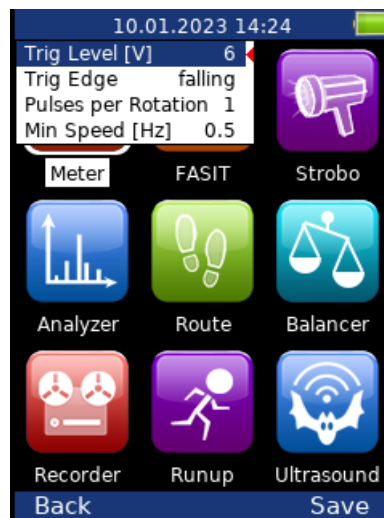 10.01.2023 14:24
Trig Level [V] 6
Trig Edge falling
Pulses per Rotation 1
Min Speed [Hz] 0.5
Meter FASIT Strobo
Analyzer Route Balancer
Recorder Runup Ultrasound
Back Save